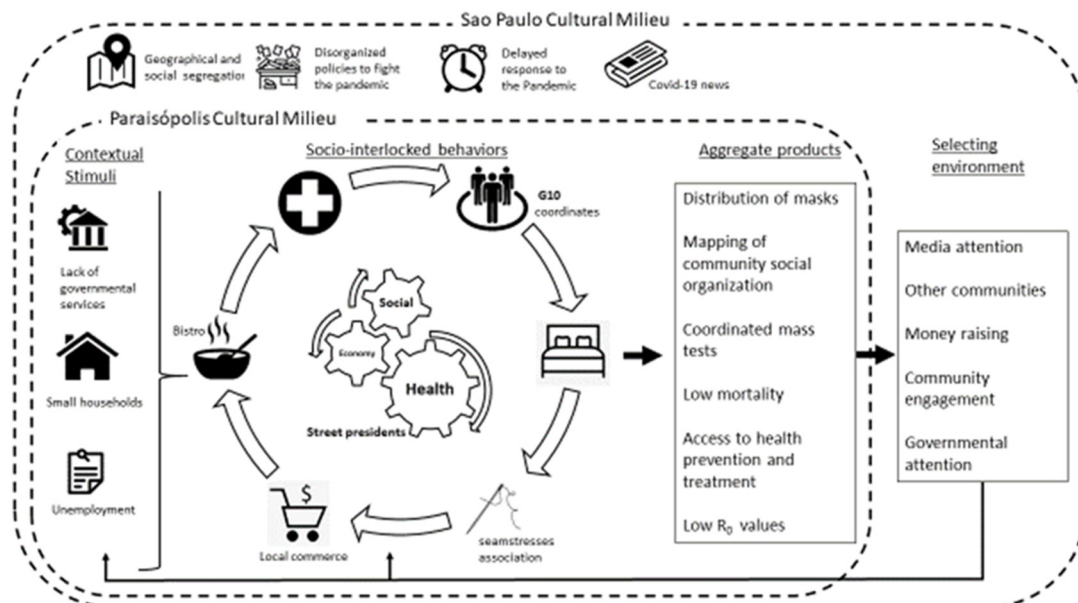 Sao Paulo Cultural Milieu
Geographical and
social segregation
Disorganized
policies to fight
the pandemic
Delayed
response to
the Pandemic
Covid-19 news
Paraisópolis Cultural Milieu
Contextual
Stimuli
Lack of
governmental
services
Small households
Unemployment
Socio-interlocked behaviors
G10
coordinates
Bistro
Social
Economy
Health
Street presidents
$
Local commerce
seamstresses
association
Aggregate products
Distribution of masks
Mapping of
community social
organization
Coordinated mass
tests
Low mortality
Access to health
prevention and
treatment
Low R₀ values
Selecting
environment
Media attention
Other communities
Money raising
Community
engagement
Governmental
attention